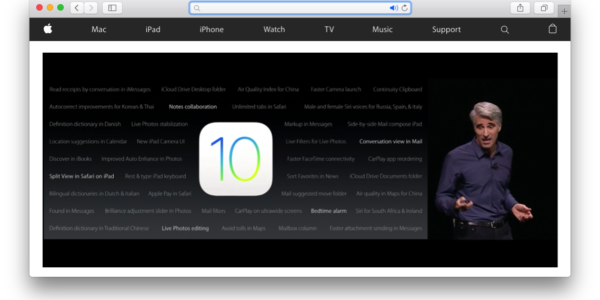 Mac iPad iPhone Watch TV Music Support
Read receipts by conversation in iMessages iCloud Drive Desktop folder Air Quality Index for China Faster Camera launch Continuity Clipboard
Autocorrect improvements for Korean & Thai Notes collaboration Unlimited tabs in Safari Male and female Siri voices for Russia, Spain, & Italy
Definition dictionary in Danish Live Photos stabilization Markup in Messages Side-by-side Mail compose iPad
Location suggestions in Calendar New iPad Camera UI Live Filters for Live Photos Conversation view in Mail
Discover in iBooks Improved Auto Enhance in Photos 10 Faster FaceTime connectivity CarPlay app reordering
Split View in Safari on iPad iPad keyboard Sort Favorites in News iCloud Drive Documents folder
Bilingual dictionaries in Dutch & Italian Apple Pay in Safari Mail suggested move folder Air quality in Maps for China
Found in Messages Brilliance adjustment slider in Photos Mail filters CarPlay on ultrawide screens Bedtime alarm Siri for South Africa & Ireland
Definition dictionary in Traditional Chinese Live Photos editing Avoid tolls in Maps Mailbox column Faster attachment sending in Messages